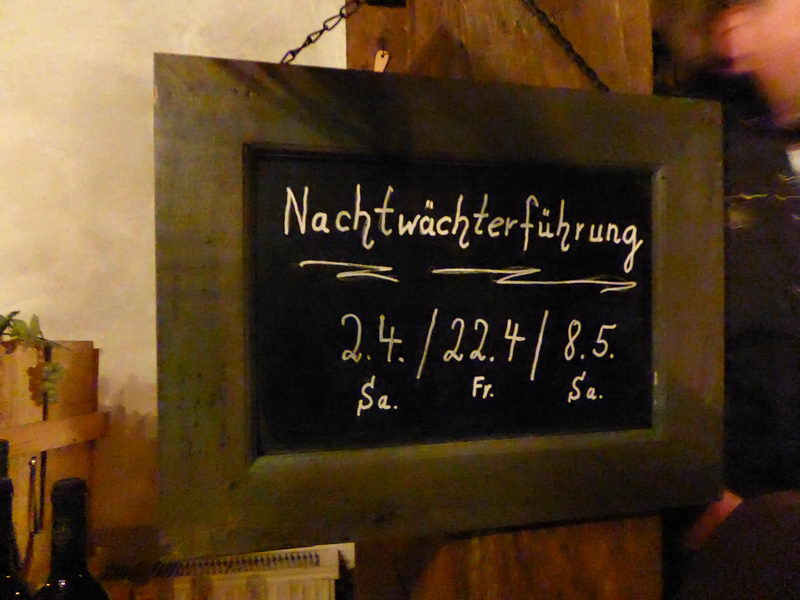 Nachtwächterführung
2.4. / 22.4 / 8.5.
Sa. Fr. Sa.